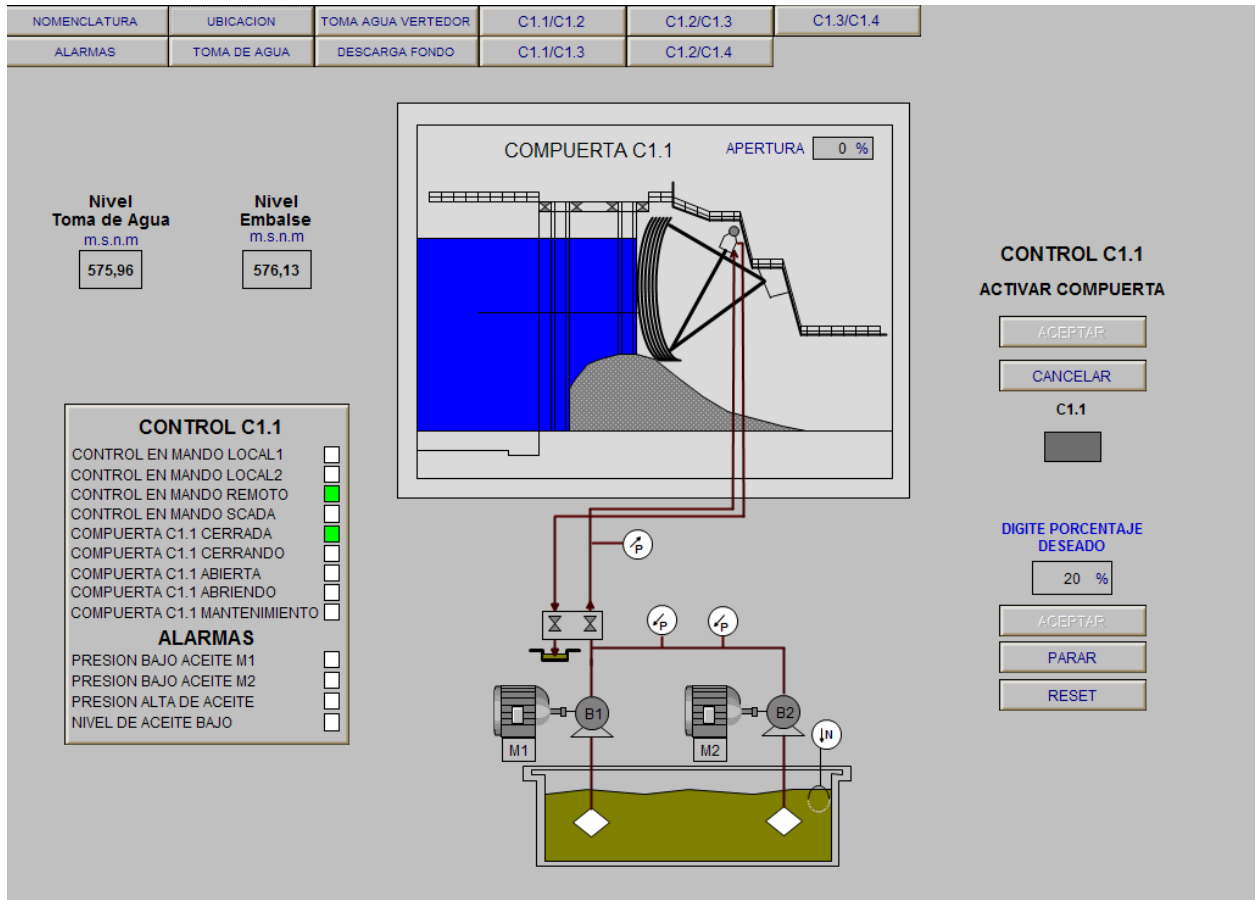 NOMENCLATURA
UBICACION
TOMA AGUA VERTEDOR
C1.1/C1.2
C1.2/C1.3
C1.3/C1.4
ALARMAS
TOMA DE AGUA
DESCARGA FONDO
C1.1/C1.3
C1.2/C1.4
COMPUERTA C1.1
APERTURA 0 %
Nivel
Toma de Agua
m.s.n.m
575,96
Nivel
Embalse
m.s.n.m
576,13
CONTROL C1.1
ACTIVAR COMPUERTA
ACEPTAR
CANCELAR
C1.1
CONTROL C1.1
CONTROL EN MANDO LOCAL1
CONTROL EN MANDO LOCAL2
CONTROL EN MANDO REMOTO
CONTROL EN MANDO SCADA
COMPUERTA C1.1 CERRADA
COMPUERTA C1.1 CERRANDO
COMPUERTA C1.1 ABIERTA
COMPUERTA C1.1 ABRIENDO
COMPUERTA C1.1 MANTENIMIENTO
ALARMAS
PRESION BAJO ACEITE M1
PRESION BAJO ACEITE M2
PRESION ALTA DE ACEITE
NIVEL DE ACEITE BAJO
DIGITE PORCENTAJE
DESEADO
20 %
ACEPTAR
PARAR
RESET
P
P
P
B1
B2
M1
M2
N